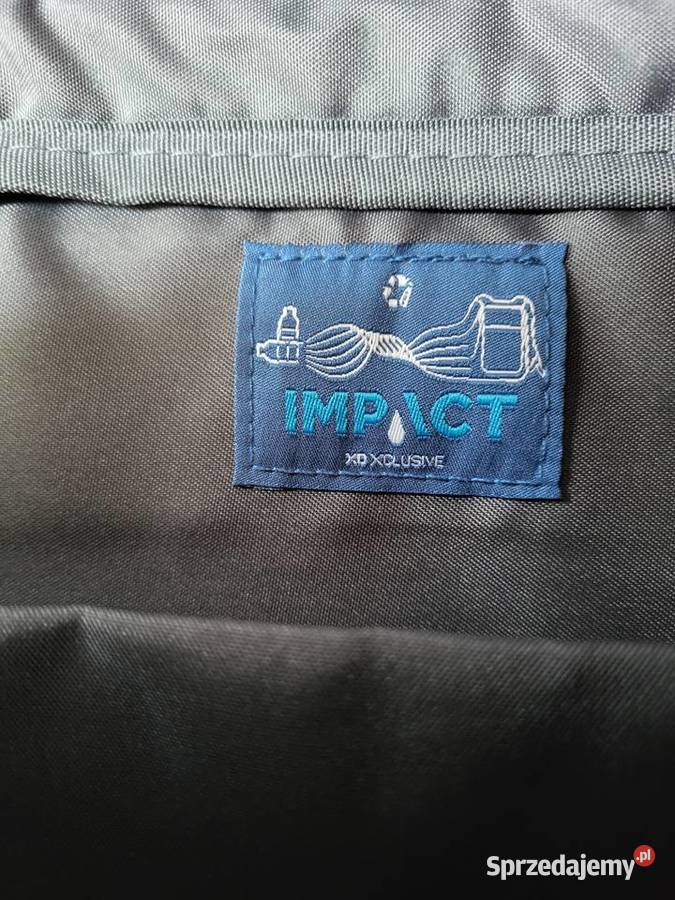 IMPACT
XD XCLUSIVE
Sprzedajemy.pl